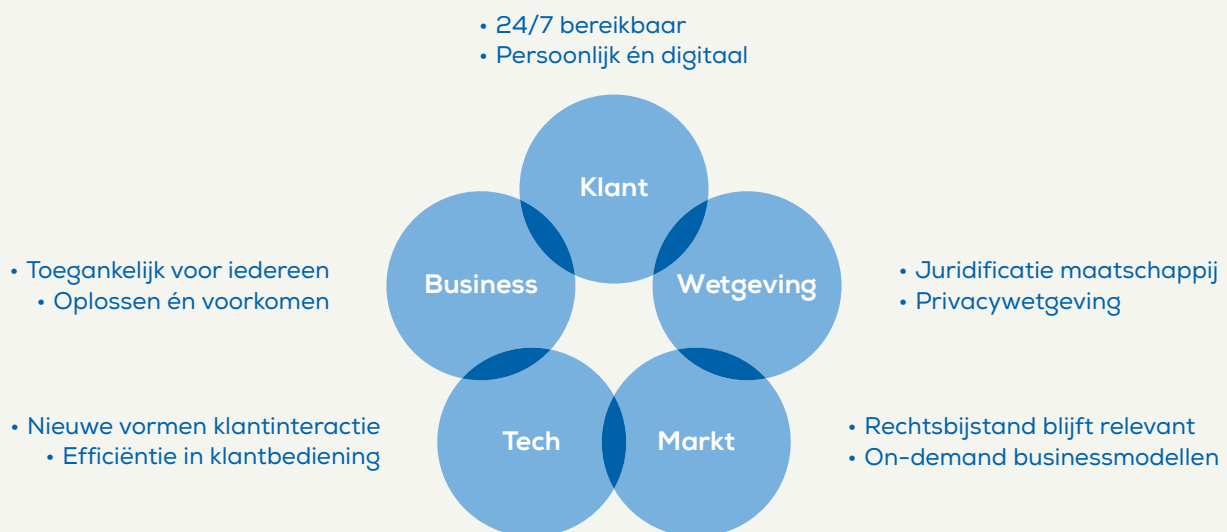 • 24/7 bereikbaar
• Persoonlijk én digitaal
Klant
• Toegankelijk voor iedereen
• Oplossen én voorkomen
Business
Wetgeving
• Juridificatie maatschappij
• Privacywetgeving
• Nieuwe vormen klantinteractie
• Efficiëntie in klantbediening
Tech
Markt
• Rechtsbijstand blijft relevant
• On-demand businessmodellen